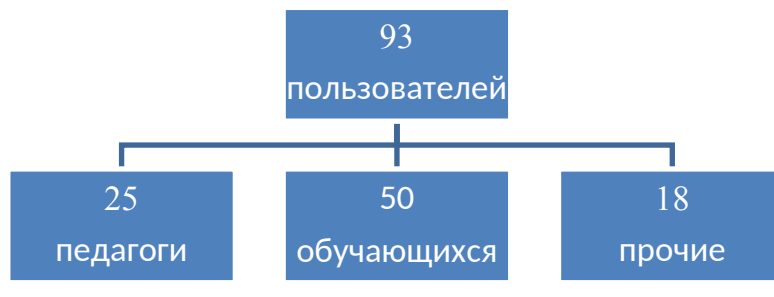 93
пользователей
25
педагоги
50
обучающихся
18
прочие